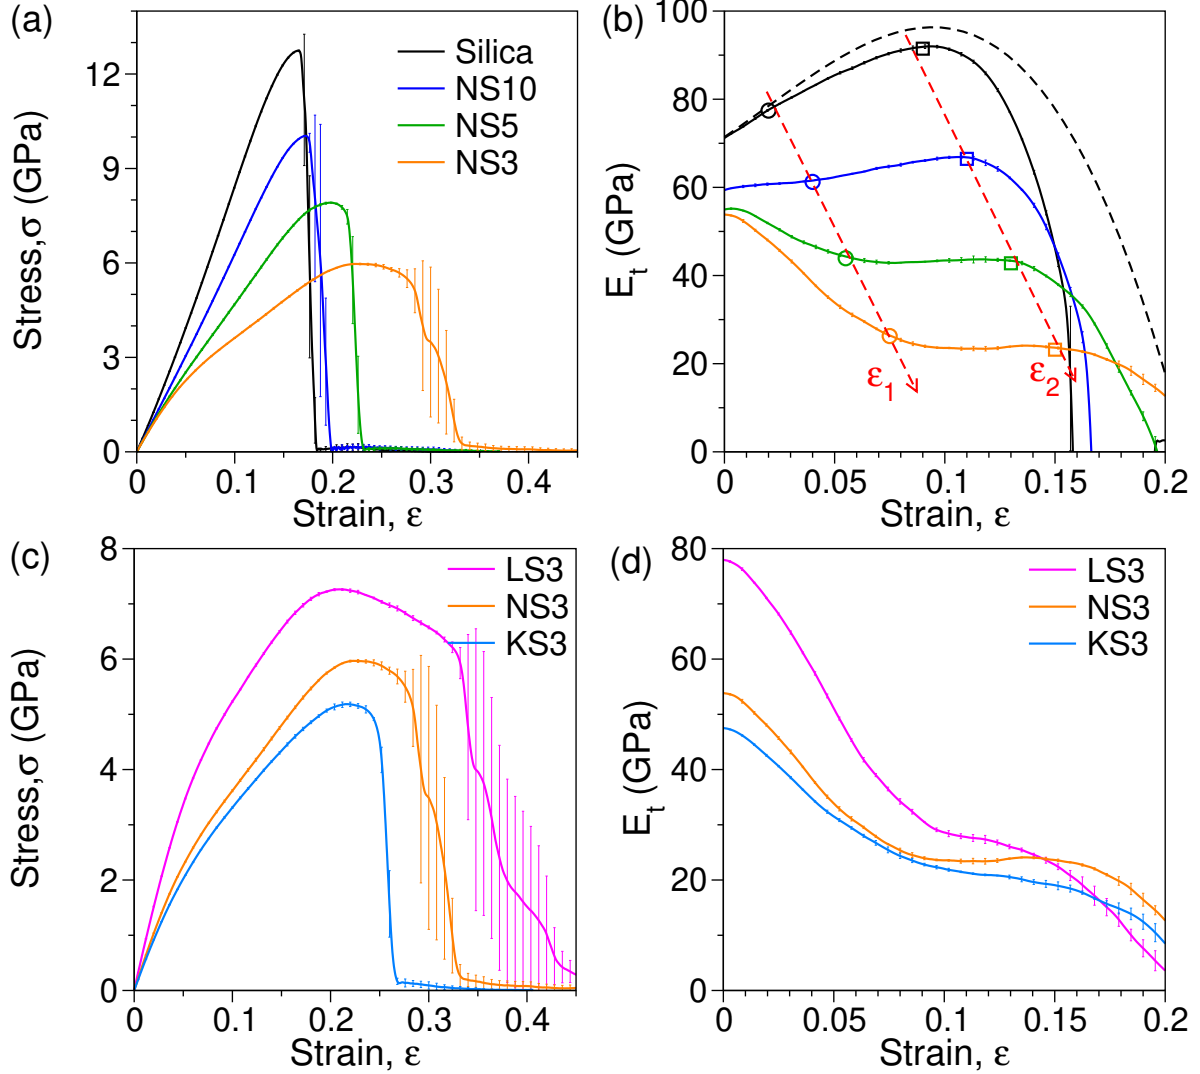 (a)
Stress,σ (GPa)
12
9
6
3
0
Silica
NS10
NS5
NS3
0 0.1 0.2 0.3 0.4
Strain, ε
(b)
E_t (GPa)
100
80
60
40
20
0
ε_1
ε_2
0 0.05 0.1 0.15 0.2
Strain, ε
(c)
Stress,σ (GPa)
8
6
4
2
0
LS3
NS3
KS3
0 0.1 0.2 0.3 0.4
Strain, ε
(d)
E_t (GPa)
80
60
40
20
0
LS3
NS3
KS3
0 0.05 0.1 0.15 0.2
Strain, ε